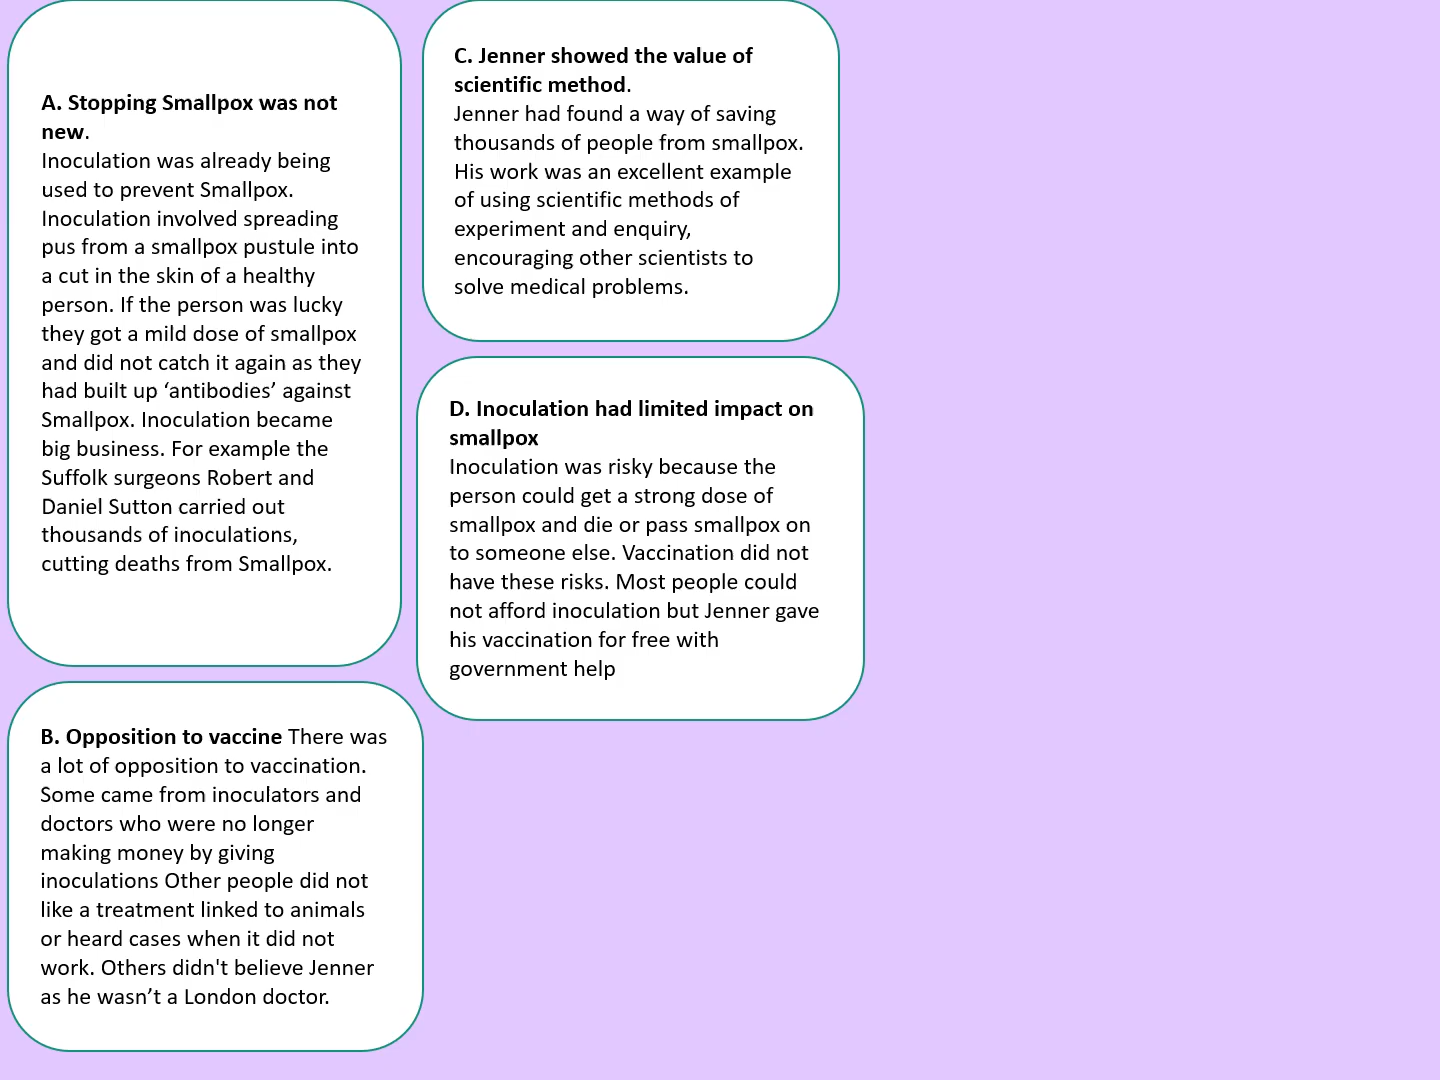 A. Stopping Smallpox was not
new.
Inoculation was already being
used to prevent Smallpox.
Inoculation involved spreading
pus from a smallpox pustule into
a cut in the skin of a healthy
person. If the person was lucky
they got a mild dose of smallpox
and did not catch it again as they
had built up ‘antibodies’ against
Smallpox. Inoculation became
big business. For example the
Suffolk surgeons Robert and
Daniel Sutton carried out
thousands of inoculations,
cutting deaths from Smallpox.
B. Opposition to vaccine There was
a lot of opposition to vaccination.
Some came from inoculators and
doctors who were no longer
making money by giving
inoculations Other people did not
like a treatment linked to animals
or heard cases when it did not
work. Others didn't believe Jenner
as he wasn’t a London doctor.
C. Jenner showed the value of
scientific method.
Jenner had found a way of saving
thousands of people from smallpox.
His work was an excellent example
of using scientific methods of
experiment and enquiry,
encouraging other scientists to
solve medical problems.
D. Inoculation had limited impact on
smallpox
Inoculation was risky because the
person could get a strong dose of
smallpox and die or pass smallpox on
to someone else. Vaccination did not
have these risks. Most people could
not afford inoculation but Jenner gave
his vaccination for free with
government help